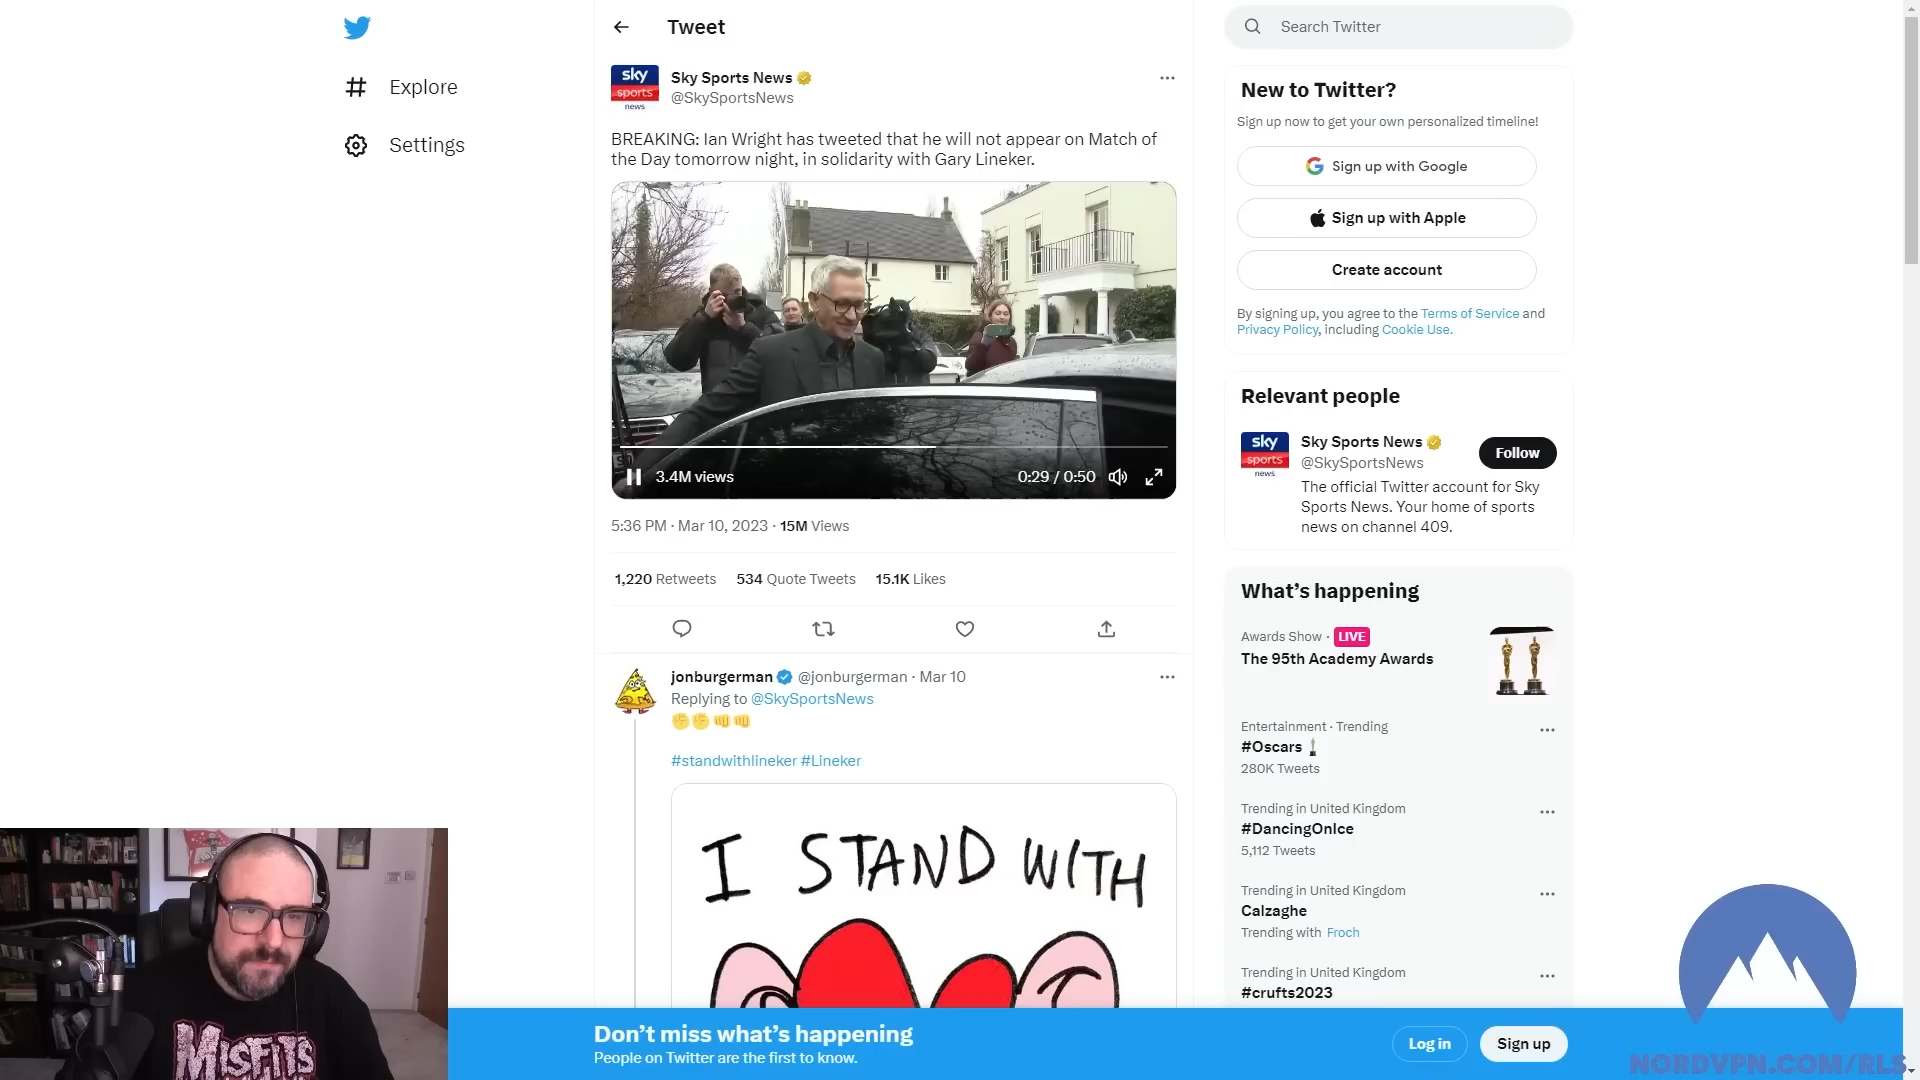 Tweet
Search Twitter
Explore
Settings
sky
sports
news
Sky Sports News
@SkySportsNews
BREAKING: Ian Wright has tweeted that he will not appear on Match of
the Day tomorrow night, in solidarity with Gary Lineker.
3.4M views
0:29 / 0:50
5:36 PM · Mar 10, 2023 · 15M Views
1,220 Retweets 534 Quote Tweets 15.1K Likes
jonburgerman @jonburgerman · Mar 10
Replying to @SkySportsNews
#standwithlineker #Lineker
I STAND WITH
New to Twitter?
Sign up now to get your own personalized timeline!
Sign up with Google
Sign up with Apple
Create account
By signing up, you agree to the Terms of Service and
Privacy Policy, including Cookie Use.
Relevant people
sky
sports
news
Sky Sports News
@SkySportsNews
Follow
The official Twitter account for Sky
Sports News. Your home of sports
news on channel 409.
What's happening
Awards Show · LIVE
The 95th Academy Awards
Entertainment · Trending
#Oscars
280K Tweets
Trending in United Kingdom
#DancingOnIce
5,112 Tweets
Trending in United Kingdom
Calzaghe
Trending with Froch
Trending in United Kingdom
#crufts2023
Don't miss what's happening
People on Twitter are the first to know.
Log in
Sign up
MISFITS
NORDVPN.COM/RLS